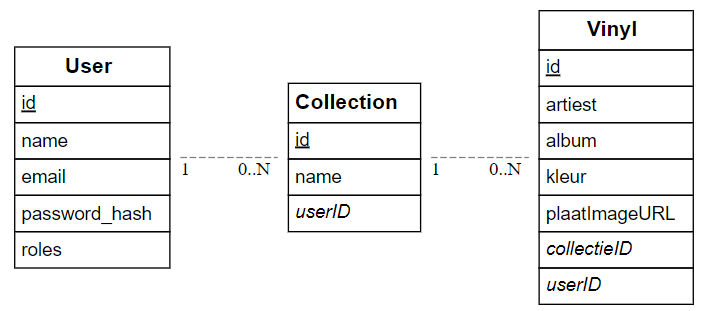 User
id
name
email
password_hash
roles
1
0..N
Collection
id
name
userID
1
0..N
Vinyl
id
artiest
album
kleur
plaatImageURL
collectieID
userID